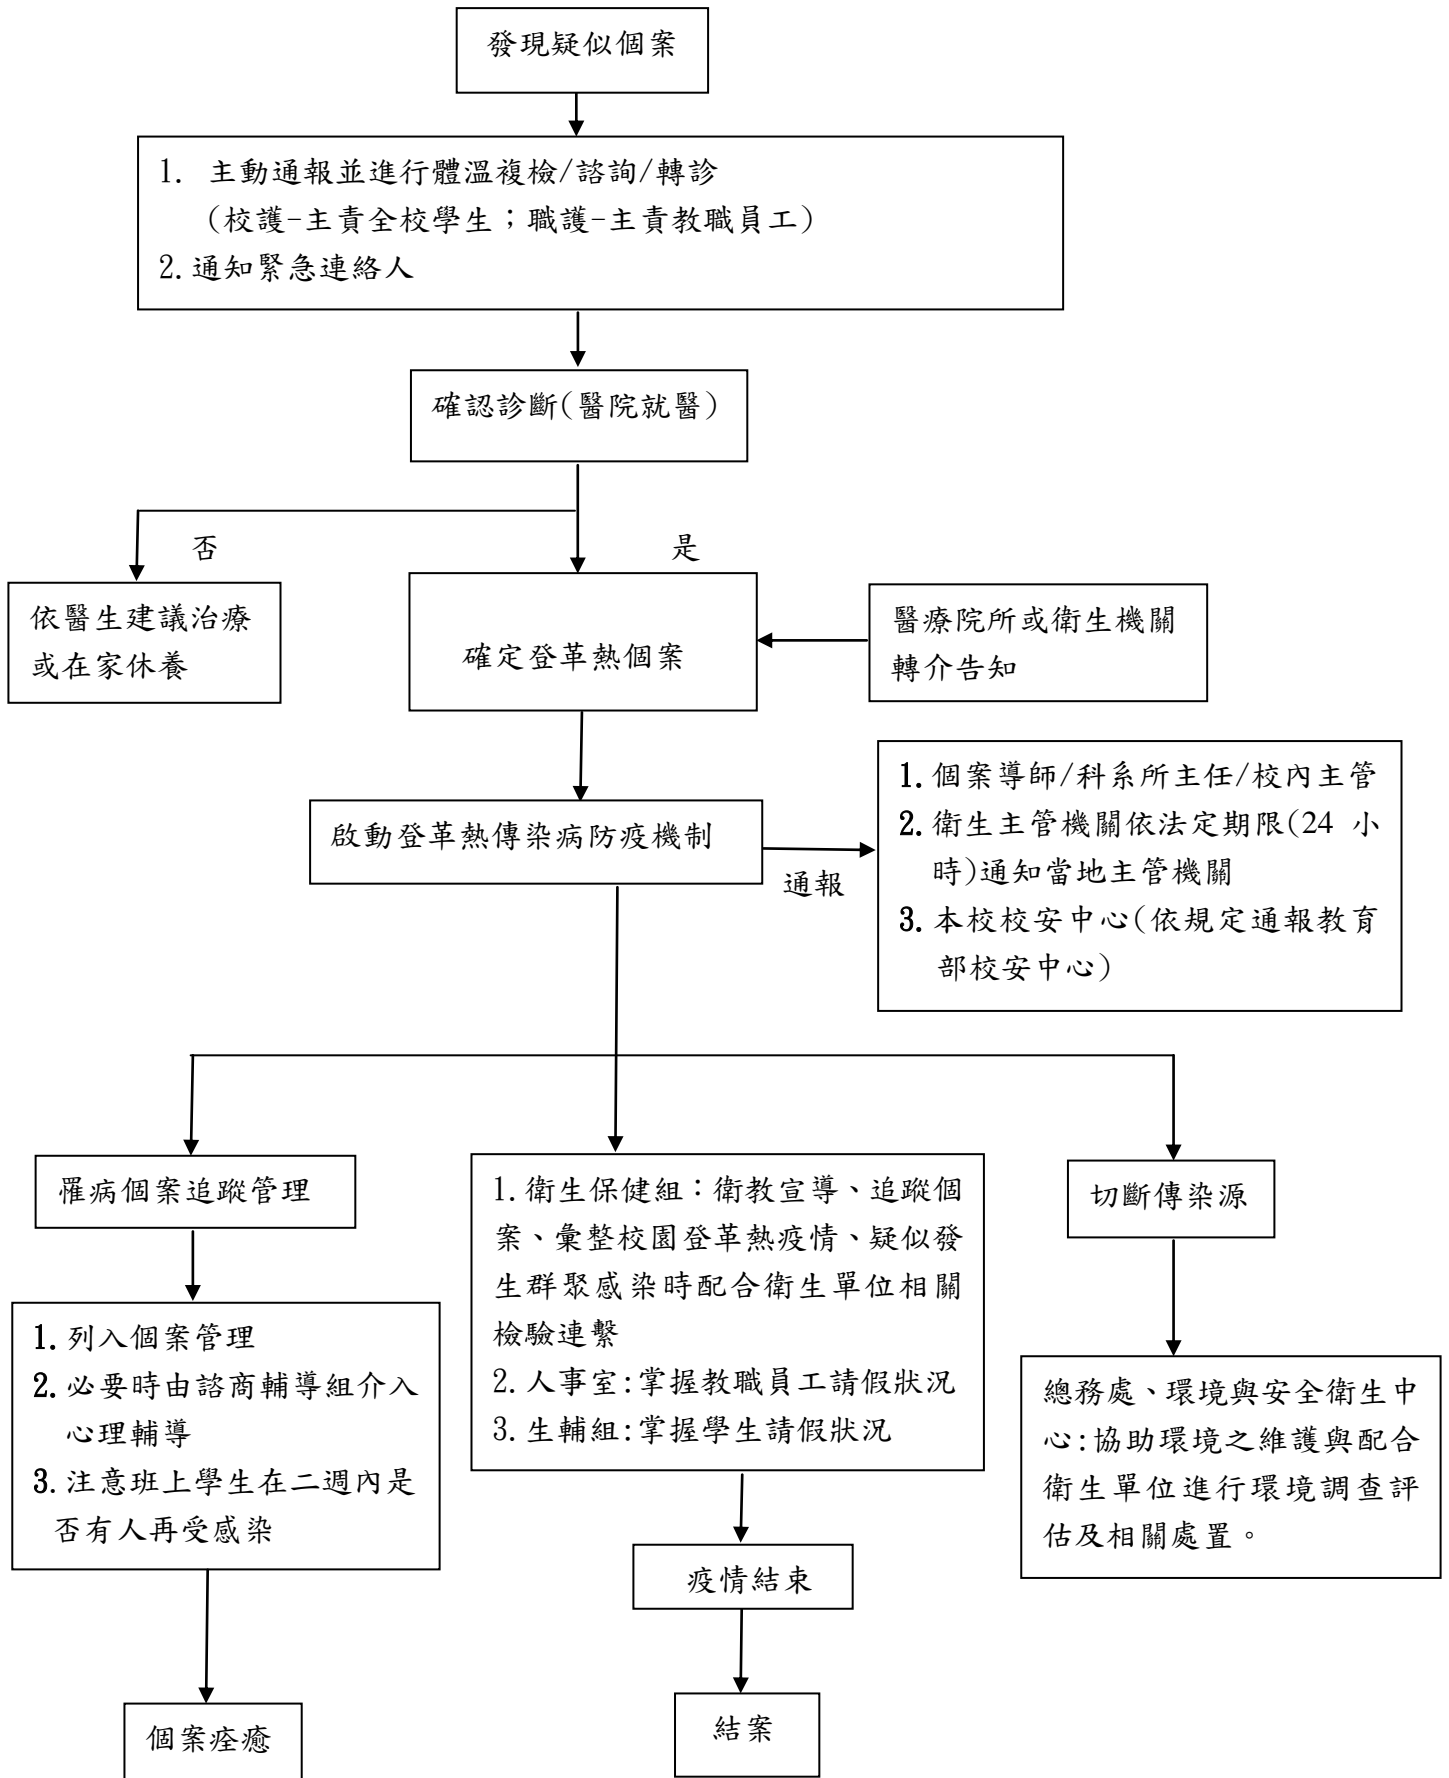 發現疑似個案
1. 主動通報並進行體溫複檢/諮詢/轉診
(校護-主責全校學生；職護-主責教職員工)
2.通知緊急連絡人
確認診斷(醫院就醫)
否
是
依醫生建議治療
或在家休養
確定登革熱個案
醫療院所或衛生機關
轉介告知
啟動登革熱傳染病防疫機制
通報
1.個案導師/科系所主任/校內主管
2.衛生主管機關依法定期限(24 小
時)通知當地主管機關
3.本校校安中心(依規定通報教育
部校安中心)
罹病個案追蹤管理
1.列入個案管理
2.必要時由諮商輔導組介入
心理輔導
3.注意班上學生在二週內是
否有人再受感染
個案痊癒
1.衛生保健組：衛教宣導、追蹤個
案、彙整校園登革熱疫情、疑似發
生群聚感染時配合衛生單位相關
檢驗連繫
2.人事室:掌握教職員工請假狀況
3.生輔組:掌握學生請假狀況
疫情結束
結案
切斷傳染源
總務處、環境與安全衛生中
心:協助環境之維護與配合
衛生單位進行環境調查評
估及相關處置。